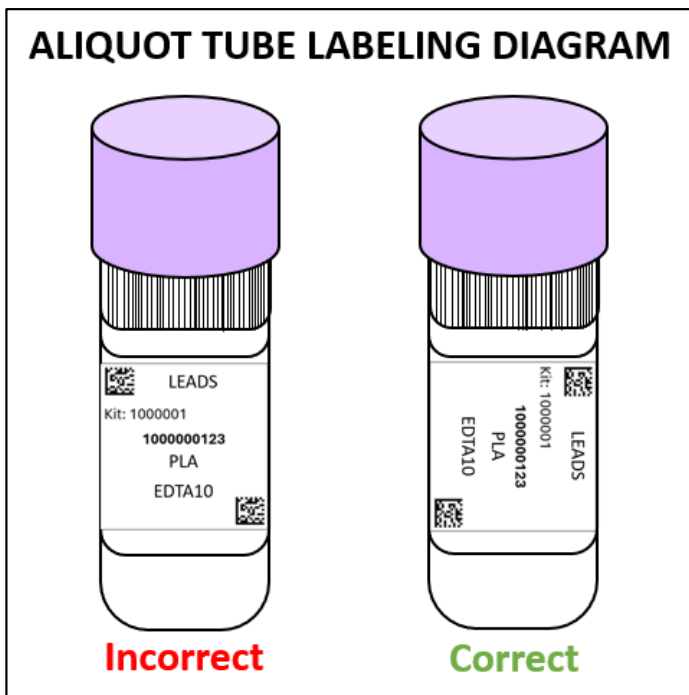 ALIQUOT TUBE LABELING DIAGRAM
LEADS
Kit: 1000001
1000000123
PLA
EDTA10
Incorrect
LEADS
Kit: 1000001
1000000123
PLA
EDTA10
Correct